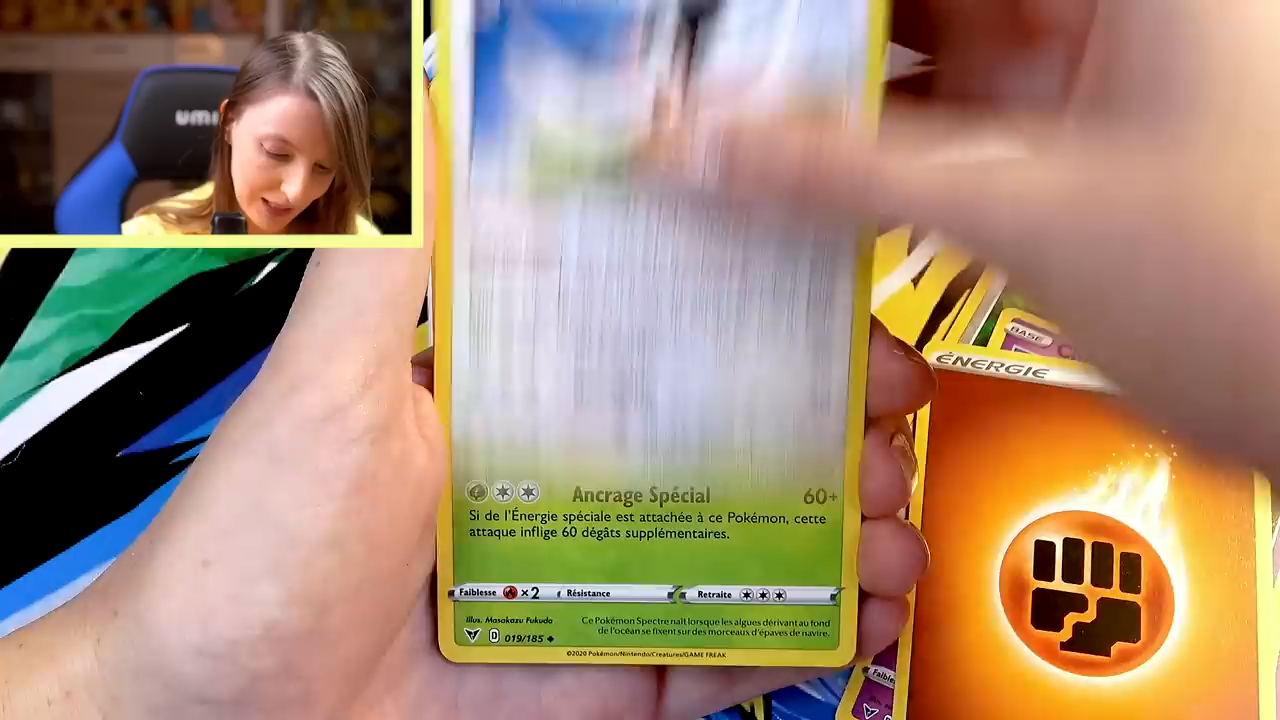 umi
BASE
ÉNERGIE
Ancrage Spécial 60+
Si de l'Énergie spéciale est attachée à ce Pokémon, cette
attaque inflige 60 dégâts supplémentaires.
Faiblesse ×2 Résistance Retraite
Illus. Masakazu Fukuda
Ce Pokémon Spectre naît lorsque les algues dérivant au fond
de l'océan se fixent sur des morceaux d'épaves de navire.
D 019/185
©2020 Pokémon/Nintendo/Creatures/GAME FREAK